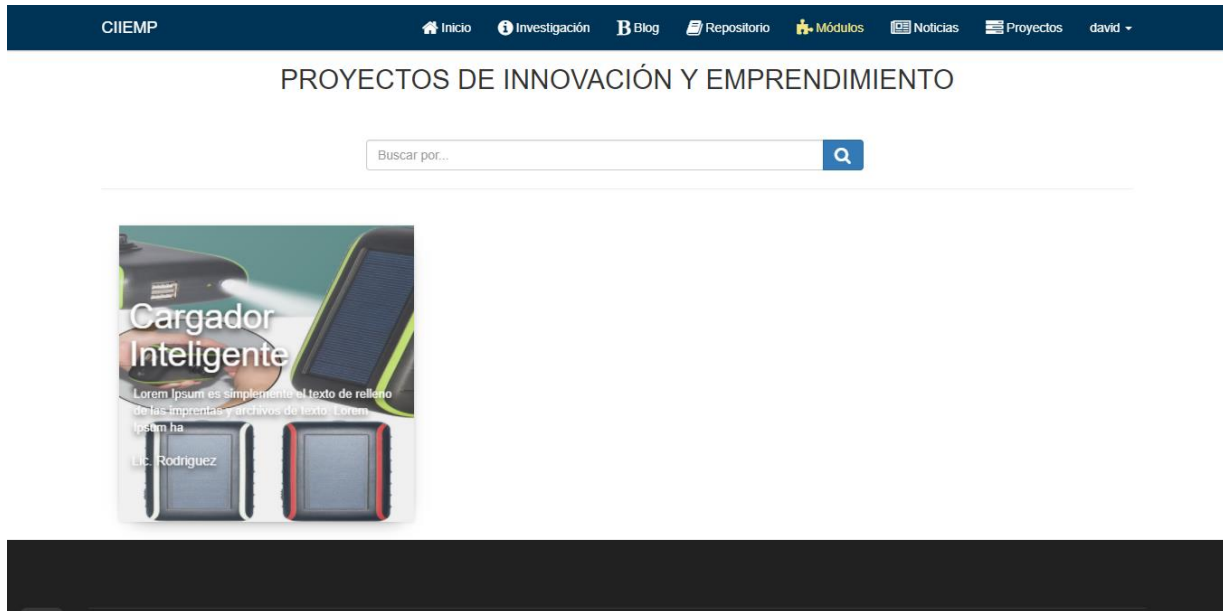 CIIEMP
Inicio Investigación Blog Repositorio Módulos Noticias Proyectos david
PROYECTOS DE INNOVACIÓN Y EMPRENDIMIENTO
Buscar por...
Cargador
Inteligente
Lorem Ipsum es simplemente el texto de relleno
de las imprentas y archivos de texto. Lorem
Ipsum ha
Lic. Rodriguez